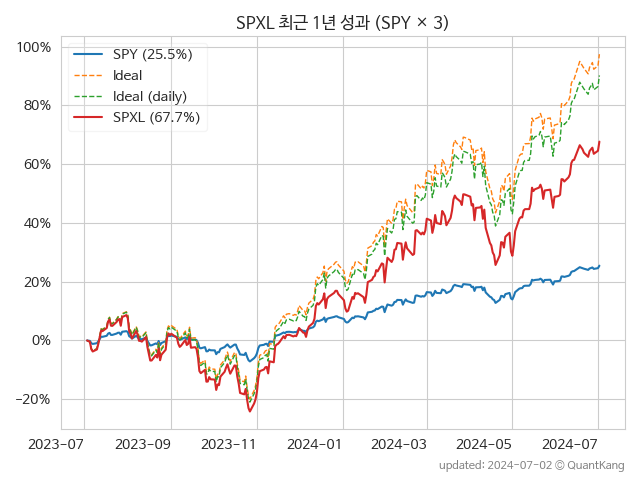 SPXL 최근 1년 성과 (SPY × 3)
100%
80%
60%
40%
20%
0%
−20%
SPY (25.5%)
Ideal
Ideal (daily)
SPXL (67.7%)
2023−07
2023−09
2023−11
2024−01
2024−03
2024−05
2024−07
updated: 2024-07-02 © QuantKang